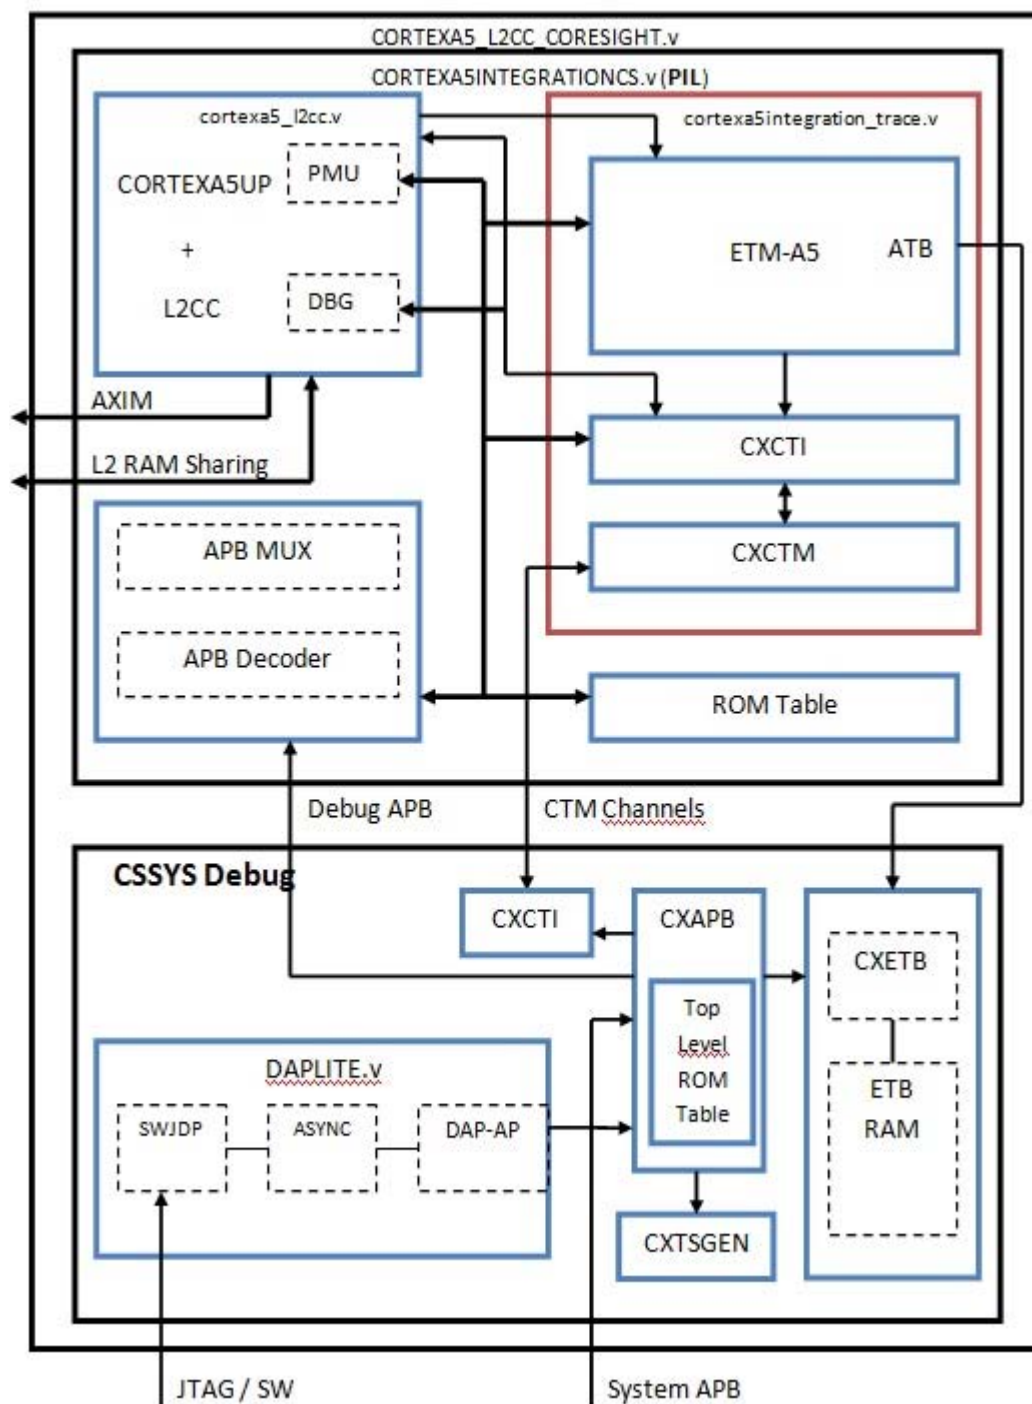 CORTEXA5_L2CC_CORESIGHT.v
CORTEXA5INTEGRATIONCS.v (PIL)
cortexa5_l2cc.v
cortexa5integration_trace.v
CORTEXA5UP
+
L2CC
PMU
DBG
ETM-A5
ATB
AXIM
L2 RAM Sharing
CXCTI
CXCTM
APB MUX
APB Decoder
ROM Table
Debug APB
CTM Channels
CSSYS Debug
CXCTI
CXAPB
Top
Level
ROM
Table
CXETB
ETB
RAM
DAPLITE.v
SWJDP
ASYNC
DAP-AP
CXTSGEN
JTAG / SW
System APB